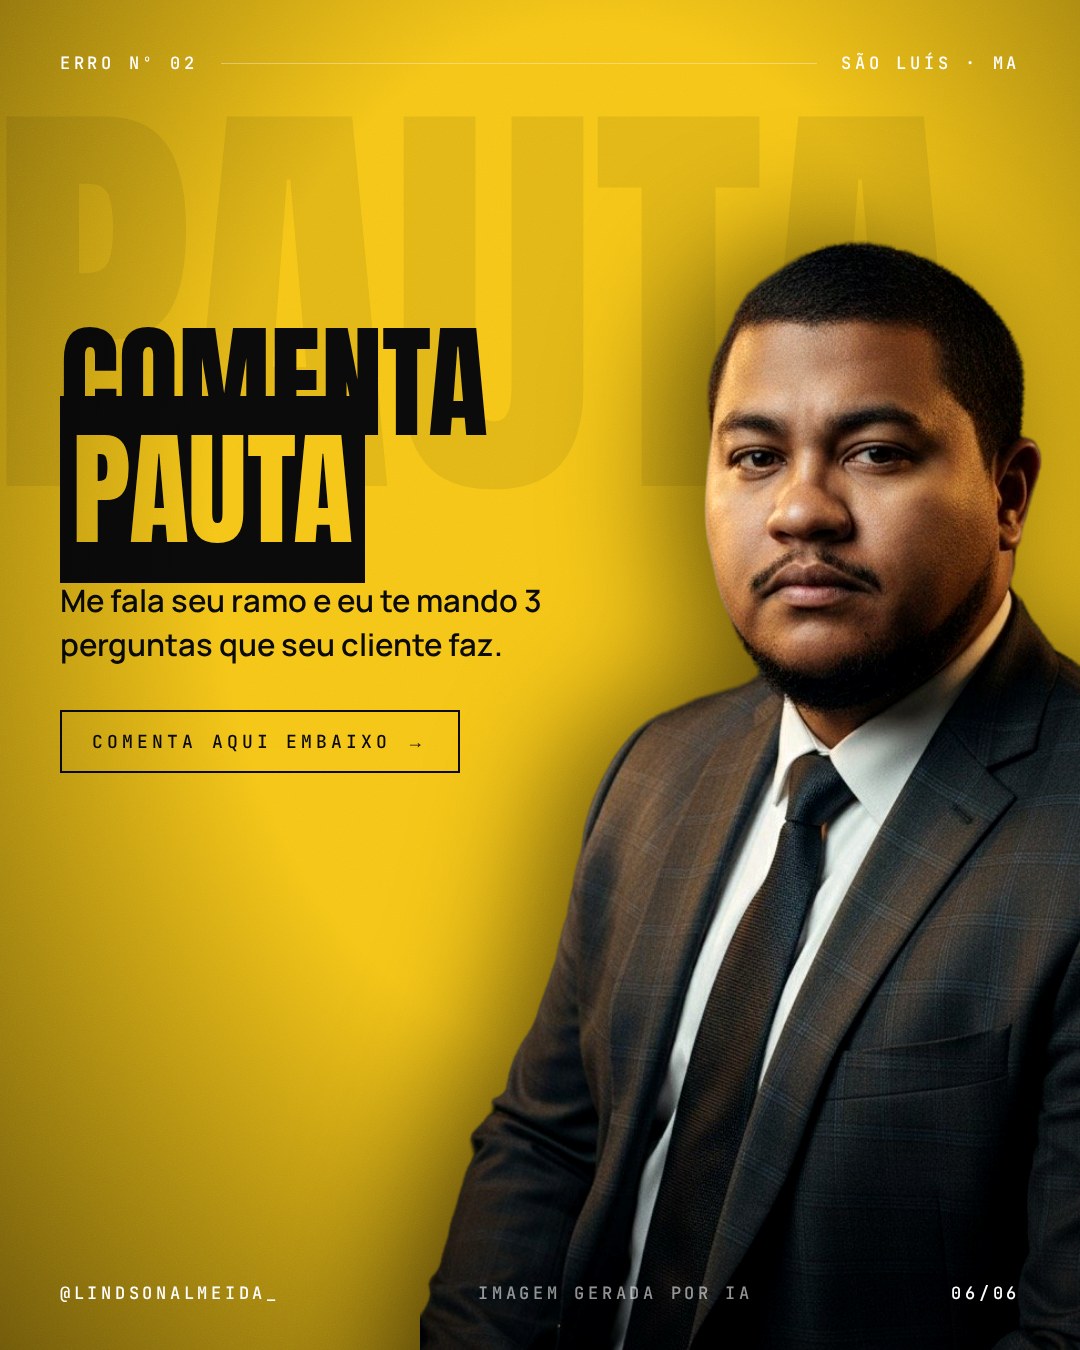 ERRO Nº 02
SÃO LUÍS · MA
PAUTA
COMENTA
PAUTA
Me fala seu ramo e eu te mando 3
perguntas que seu cliente faz.
COMENTA AQUI EMBAIXO →
@LINDSONALMEIDA_
IMAGEM GERADA POR IA
06/06